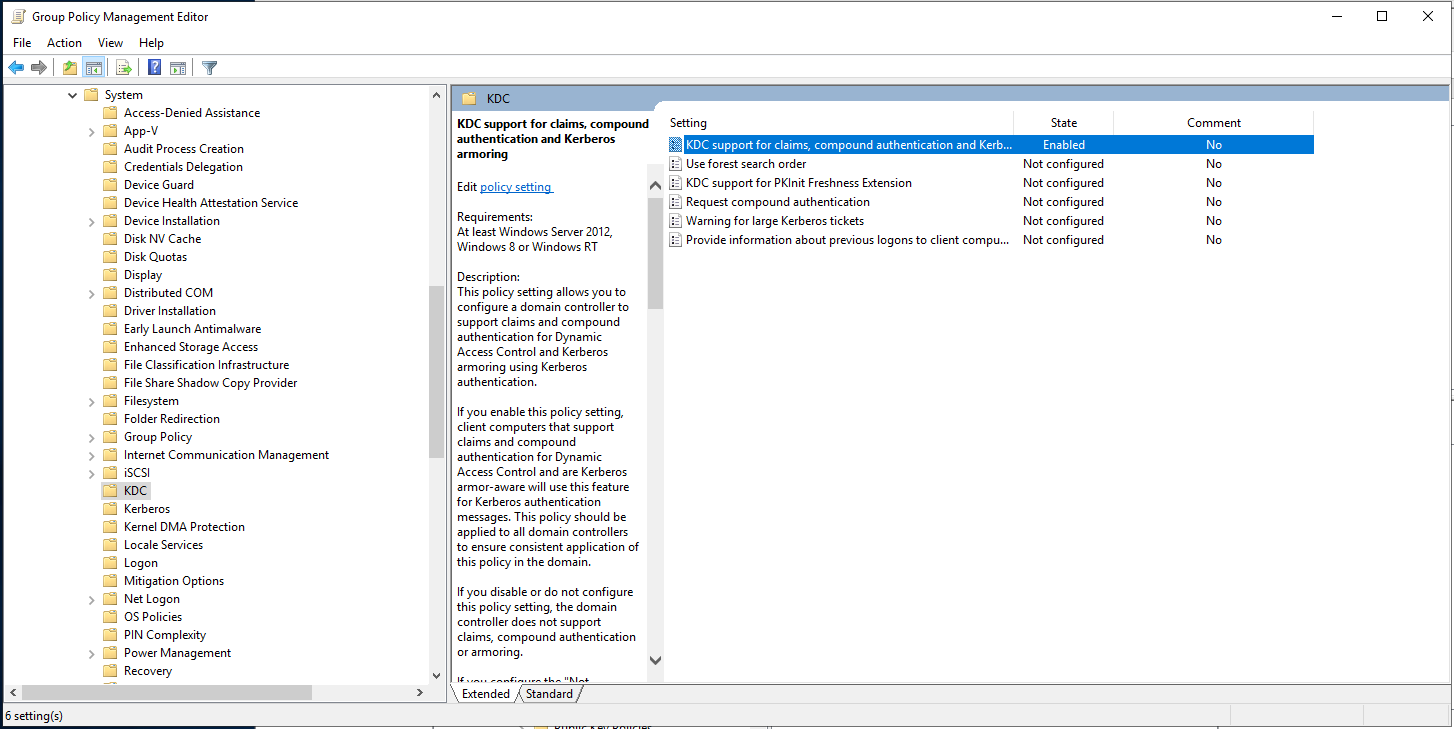 Group Policy Management Editor
File Action View Help
System
Access-Denied Assistance
App-V
Audit Process Creation
Credentials Delegation
Device Guard
Device Health Attestation Service
Device Installation
Disk NV Cache
Disk Quotas
Display
Distributed COM
Driver Installation
Early Launch Antimalware
Enhanced Storage Access
File Classification Infrastructure
File Share Shadow Copy Provider
Filesystem
Folder Redirection
Group Policy
Internet Communication Management
iSCSI
KDC
Kerberos
Kernel DMA Protection
Locale Services
Logon
Mitigation Options
Net Logon
OS Policies
PIN Complexity
Power Management
Recovery
KDC
KDC support for claims, compound
authentication and Kerberos
armoring
Edit policy setting
Requirements:
At least Windows Server 2012,
Windows 8 or Windows RT
Description:
This policy setting allows you to
configure a domain controller to
support claims and compound
authentication for Dynamic
Access Control and Kerberos
armoring using Kerberos
authentication.
If you enable this policy setting,
client computers that support
claims and compound
authentication for Dynamic
Access Control and are Kerberos
armor-aware will use this feature
for Kerberos authentication
messages. This policy should be
applied to all domain controllers
to ensure consistent application of
this policy in the domain.
If you disable or do not configure
this policy setting, the domain
controller does not support
claims, compound authentication
or armoring.
If you configure the "Not
Setting State Comment
KDC support for claims, compound authentication and Kerb... Enabled No
Use forest search order Not configured No
KDC support for PKInit Freshness Extension Not configured No
Request compound authentication Not configured No
Warning for large Kerberos tickets Not configured No
Provide information about previous logons to client compu... Not configured No
Extended Standard
6 setting(s)
Public Key Policies